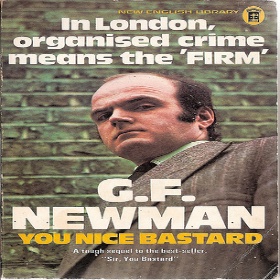 NEW ENGLISH LIBRARY
In London,
organised crime
means the 'FIRM'
G.F.
NEWMAN
YOU NICE BASTARD
A tough sequel to the best-seller,
'Sir, You Bastard'